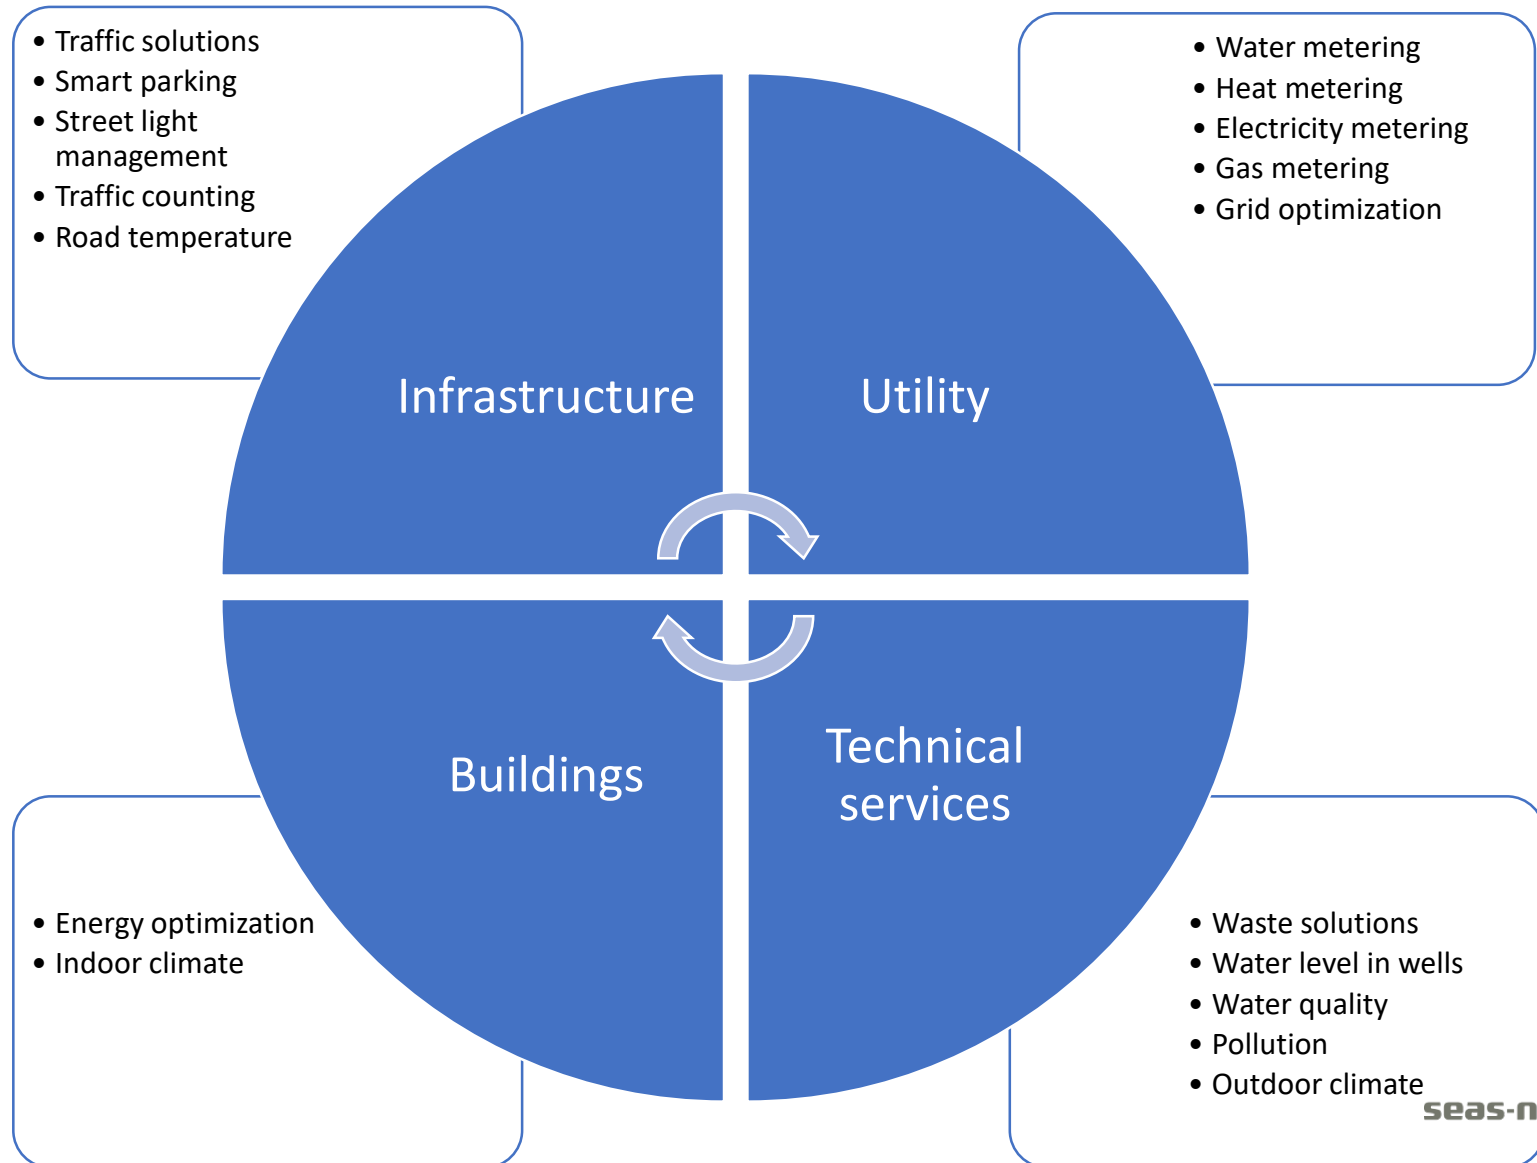 • Traffic solutions
• Smart parking
• Street light
management
• Traffic counting
• Road temperature
• Water metering
• Heat metering
• Electricity metering
• Gas metering
• Grid optimization
Infrastructure
Utility
Buildings
Technical
services
• Energy optimization
• Indoor climate
• Waste solutions
• Water level in wells
• Water quality
• Pollution
• Outdoor climate